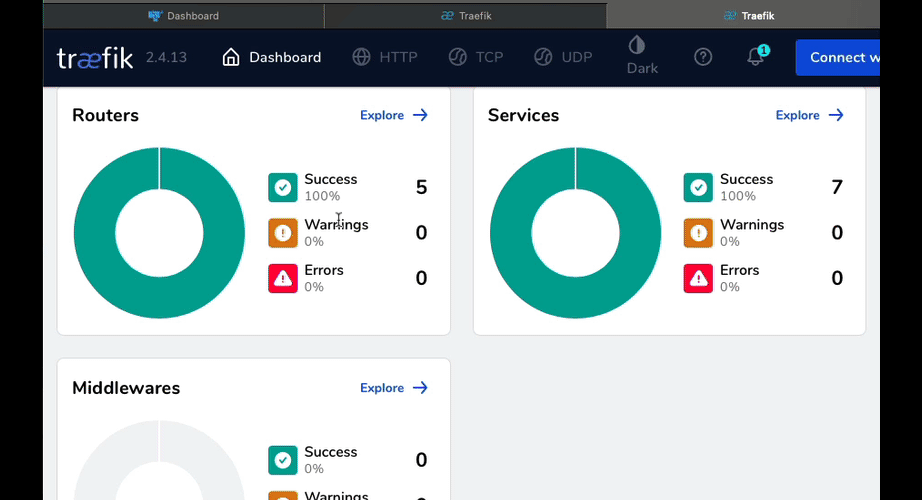 Dashboard
Traefik
Traefik
træfik 2.4.13
Dashboard
HTTP
TCP
UDP
Dark
1
Connect w
Routers
Explore
Success
100%
5
Warnings
0%
0
Errors
0%
0
Services
Explore
Success
100%
7
Warnings
0%
0
Errors
0%
0
Middlewares
Explore
Success
0%
0
Warnings